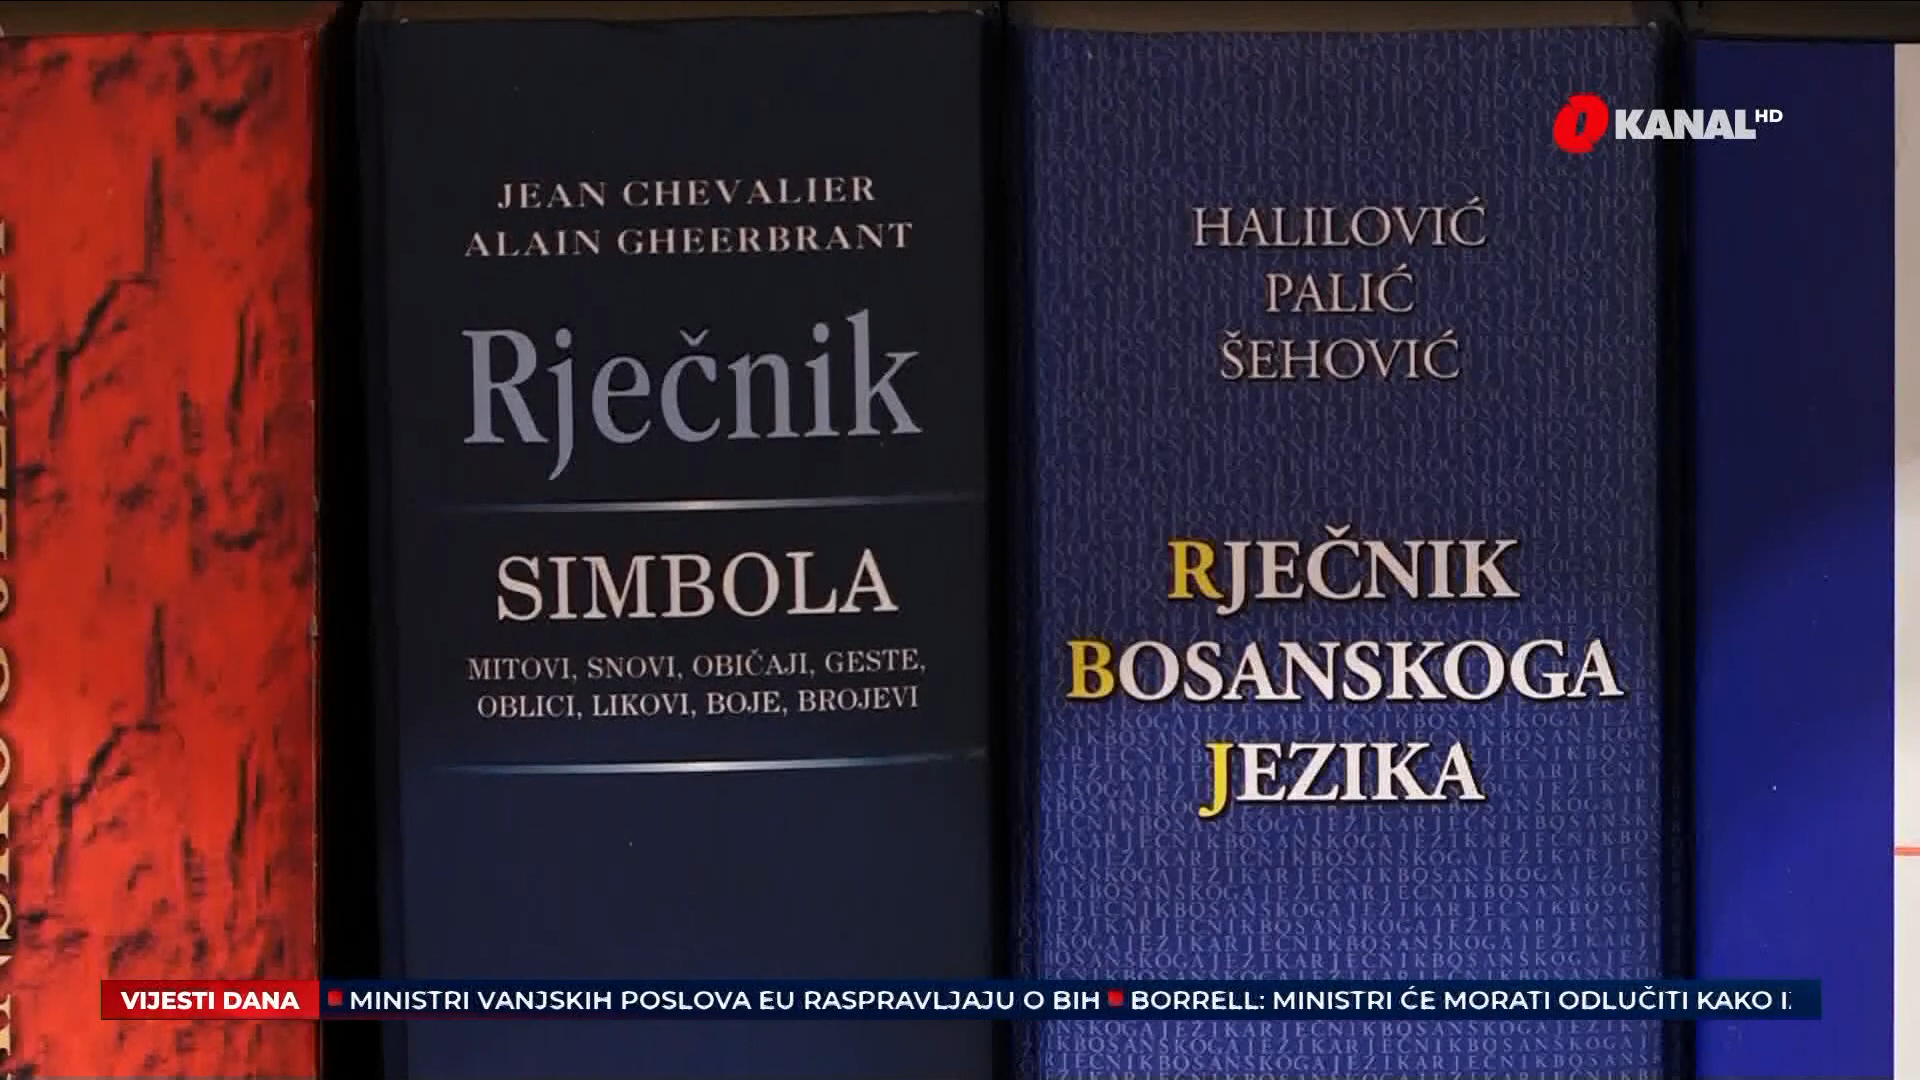 JEAN CHEVALIER
ALAIN GHEERBRANT
Rječnik
SIMBOLA
MITOVI, SNOVI, OBIČAJI, GESTE,
OBLICI, LIKOVI, BOJE, BROJEVI
HALILOVIĆ
PALIĆ
ŠEHOVIĆ
RJEČNIK
BOSANSKOGA
JEZIKA
KANAL HD
VIJESTI DANA
MINISTRI VANJSKIH POSLOVA EU RASPRAVLJAJU O BIH
BORRELL: MINISTRI ĆE MORATI ODLUČITI KAKO